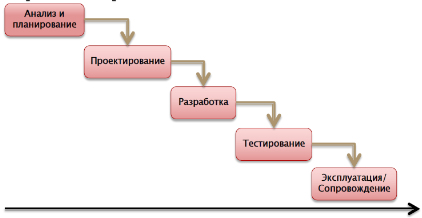 Анализ и
планирование
Проектирование
Разработка
Тестирование
Эксплуатация/
Сопровождение